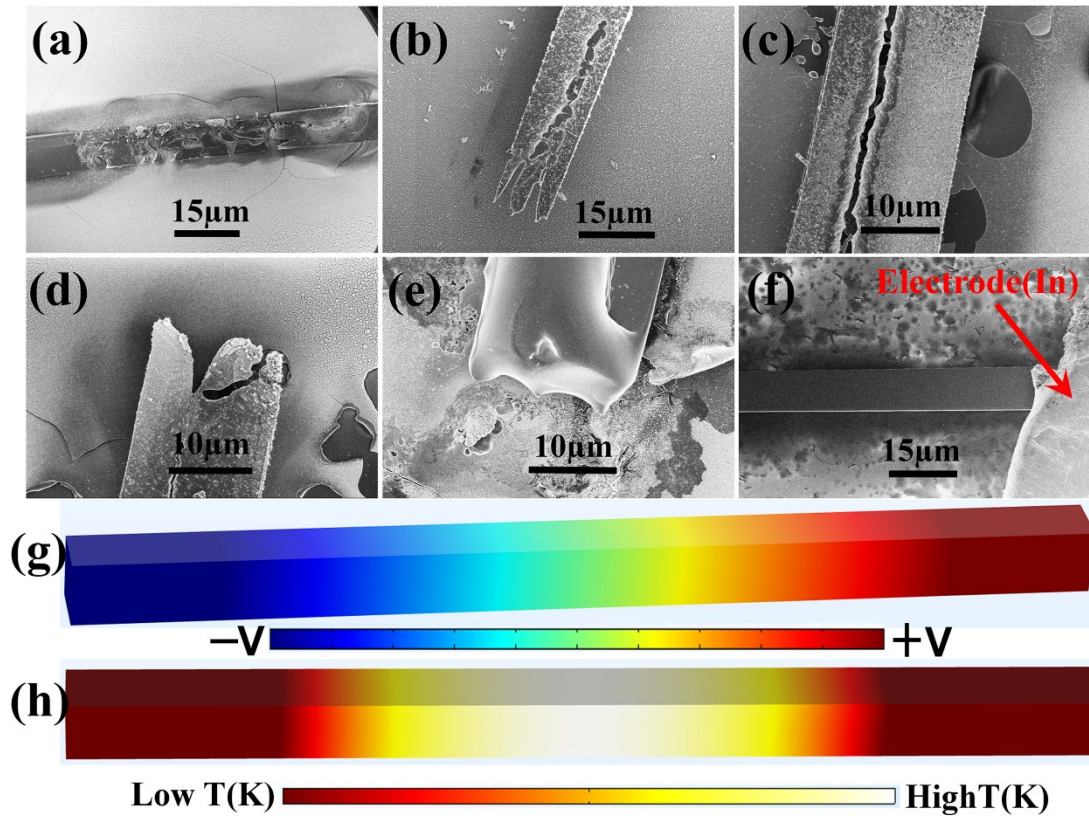 (a)
15μm
(b)
15μm
(c)
10μm
(d)
10μm
(e)
10μm
(f)
Electrode(In)
15μm
(g)
−V
+V
(h)
Low T(K)
HighT(K)